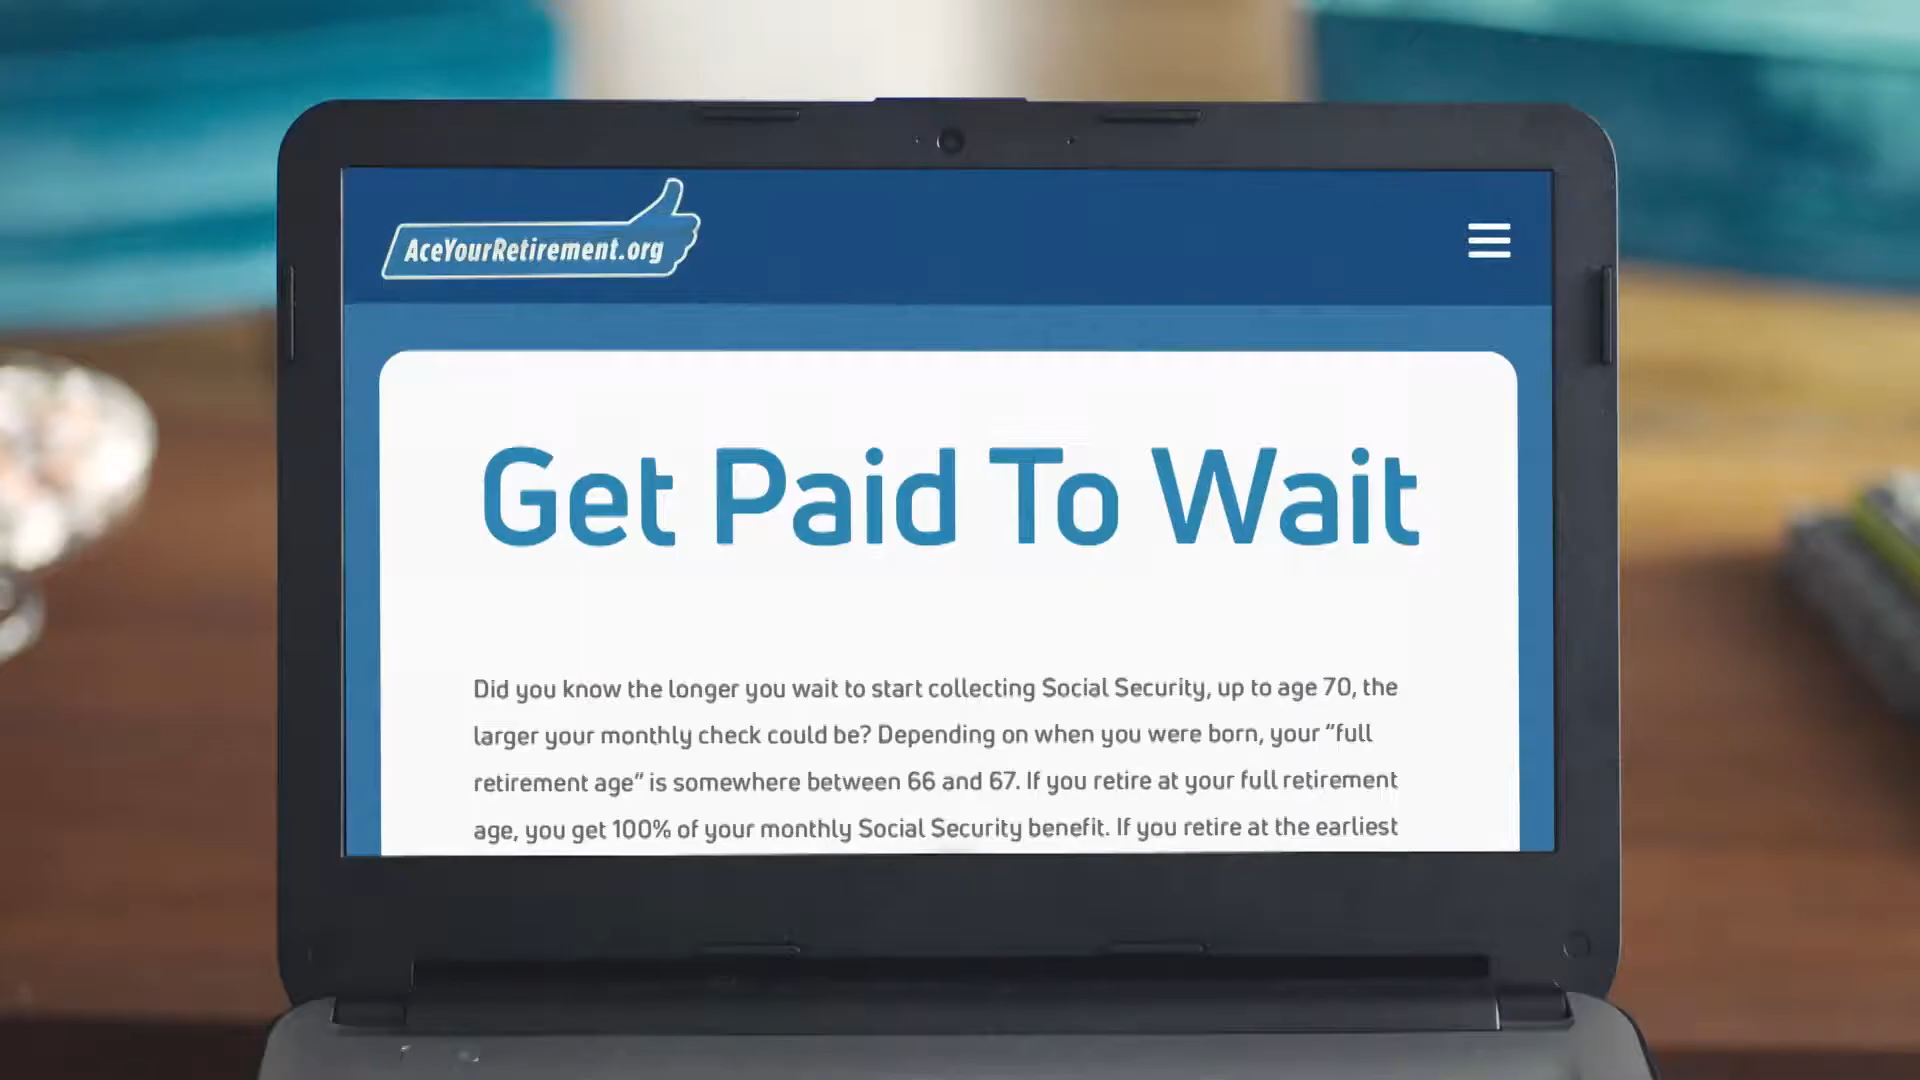 AceYourRetirement.org
Get Paid To Wait
Did you know the longer you wait to start collecting Social Security, up to age 70, the
larger your monthly check could be? Depending on when you were born, your “full
retirement age” is somewhere between 66 and 67. If you retire at your full retirement
age, you get 100% of your monthly Social Security benefit. If you retire at the earliest